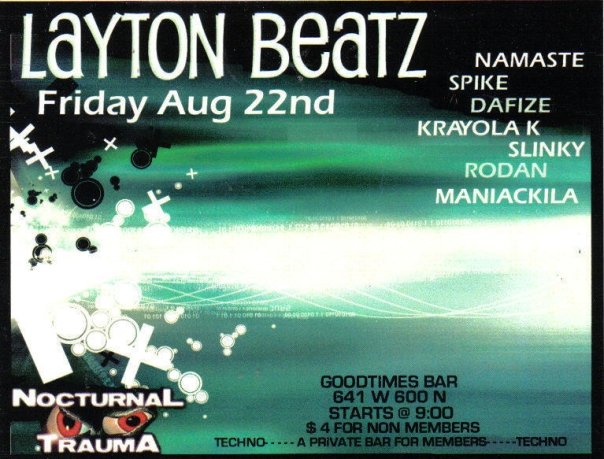 LAYTON BEATZ
Friday Aug 22nd
NAMASTE
SPIKE
DAFIZE
KRAYOLA K
SLINKY
RODAN
MANIACKILA
NOCTURNAL
TRAUMA
GOODTIMES BAR
641 W 600 N
STARTS @ 9:00
$ 4 FOR NON MEMBERS
TECHNO-----A PRIVATE BAR FOR MEMBERS-----TECHNO